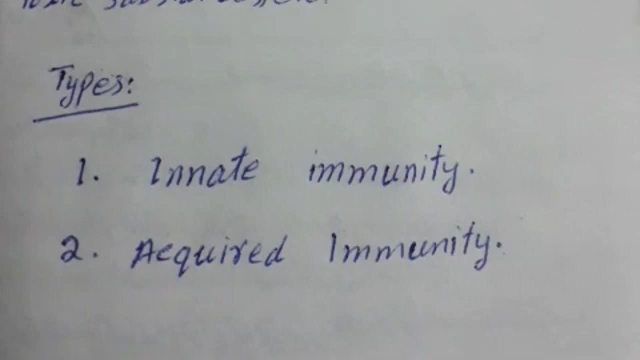 Types:
1. Innate immunity.
2. Acquired Immunity.